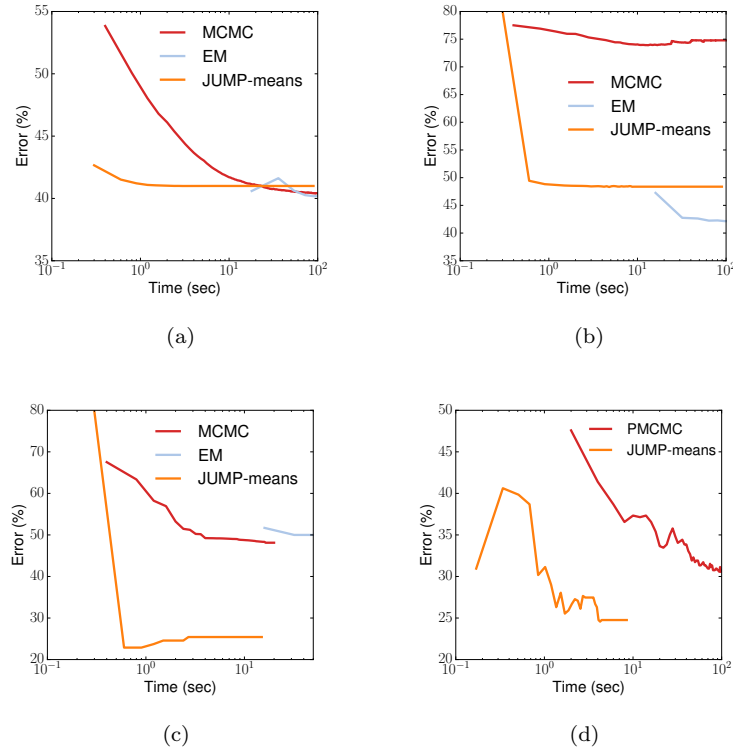 55
50
45
40
35
Error (%)
MCMC
EM
JUMP-means
10⁻¹ 10⁰ 10¹ 10²
Time (sec)
(a)
80
75
70
65
60
55
50
45
40
35
Error (%)
MCMC
EM
JUMP-means
10⁻¹ 10⁰ 10¹ 10²
Time (sec)
(b)
80
70
60
50
40
30
20
Error (%)
MCMC
EM
JUMP-means
10⁻¹ 10⁰ 10¹
Time (sec)
(c)
50
45
40
35
30
25
20
Error (%)
PMCMC
JUMP-means
10⁻¹ 10⁰ 10¹ 10²
Time (sec)
(d)